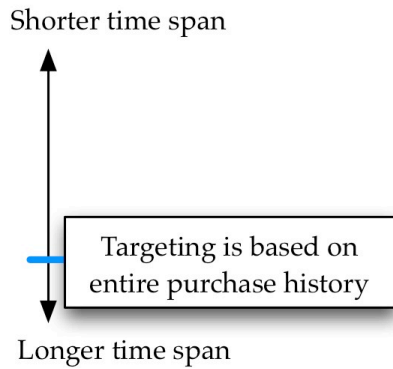 Shorter time span
Targeting is based on
entire purchase history
Longer time span